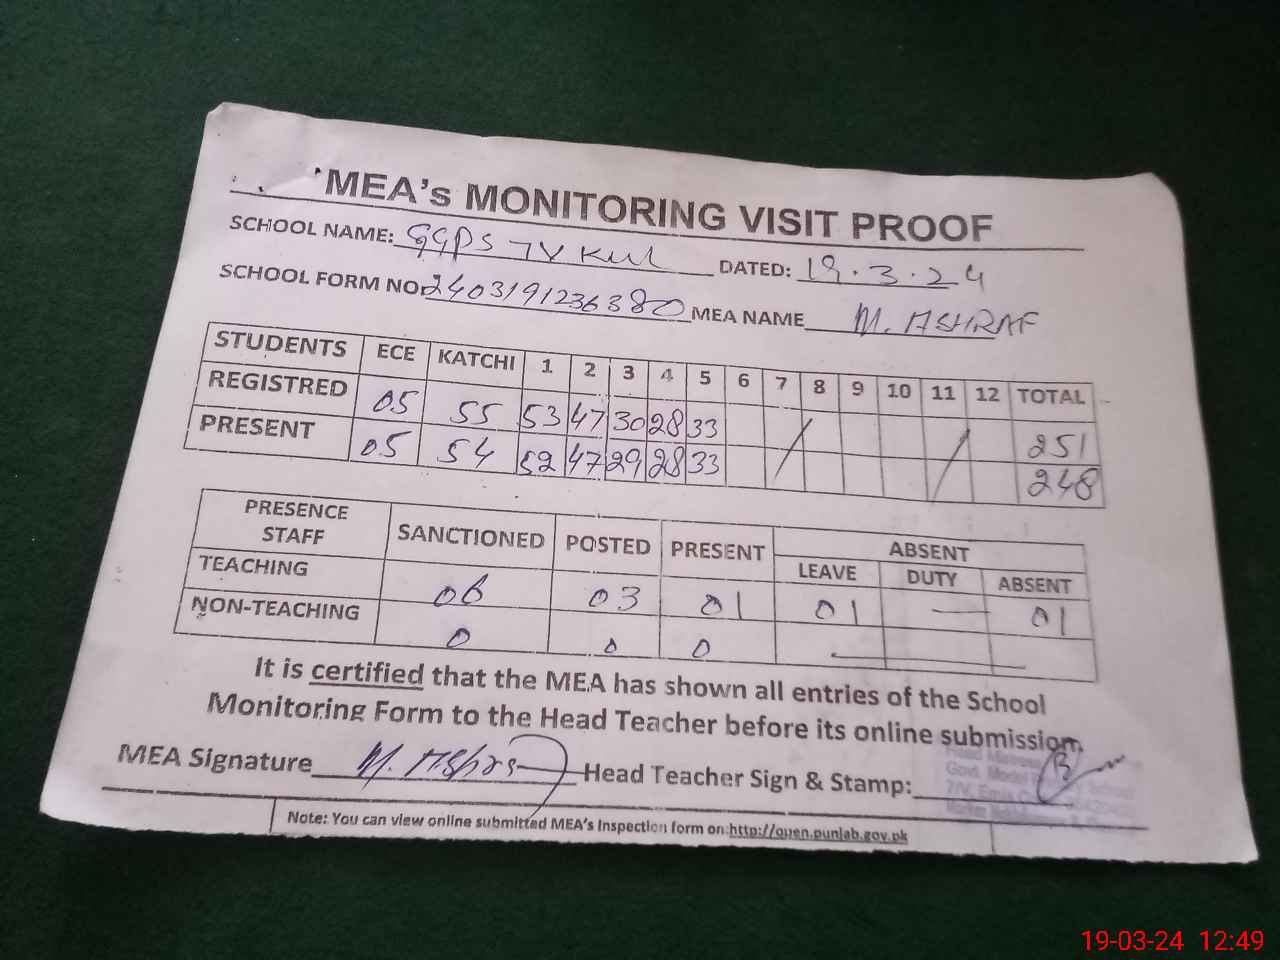 MEA's MONITORING VISIT PROOF
SCHOOL NAME: GGPS 7V Kul DATED: 19.3.24
SCHOOL FORM NO: 2403191236380 MEA NAME M. ASHRAF
STUDENTS ECE KATCHI 1 2 3 4 5 6 7 8 9 10 11 12 TOTAL
REGISTRED 05 55 53 47 30 28 33 / / 251
PRESENT 05 54 52 47 29 28 33 248
PRESENCE STAFF SANCTIONED POSTED PRESENT ABSENT
LEAVE DUTY ABSENT
TEACHING 06 03 01 01 — 01
NON-TEACHING 0 0 0 —
It is certified that the MEA has shown all entries of the School
Monitoring Form to the Head Teacher before its online submission.
MEA Signature M. Ashraf Head Teacher Sign & Stamp:
Govt. Model
7/V,
Note: You can view online submitted MEA's Inspection form on:http://open.punjab.gov.pk
19-03-24 12:49